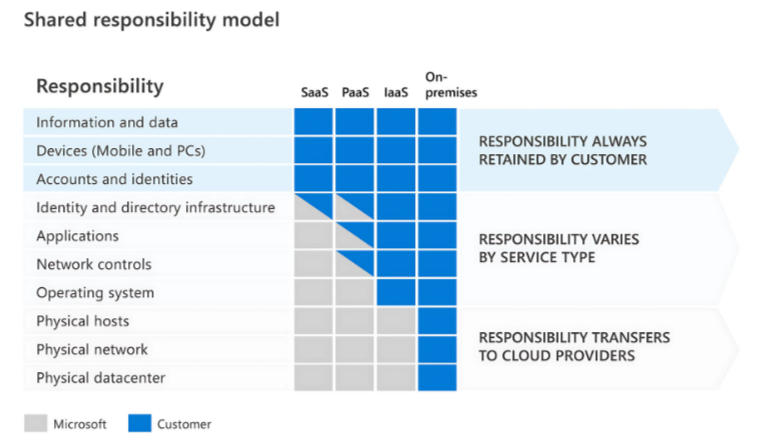 Shared responsibility model
Responsibility
SaaS PaaS IaaS On-
premises
Information and data
Devices (Mobile and PCs)
Accounts and identities
RESPONSIBILITY ALWAYS
RETAINED BY CUSTOMER
Identity and directory infrastructure
Applications
Network controls
Operating system
RESPONSIBILITY VARIES
BY SERVICE TYPE
Physical hosts
Physical network
Physical datacenter
RESPONSIBILITY TRANSFERS
TO CLOUD PROVIDERS
Microsoft Customer